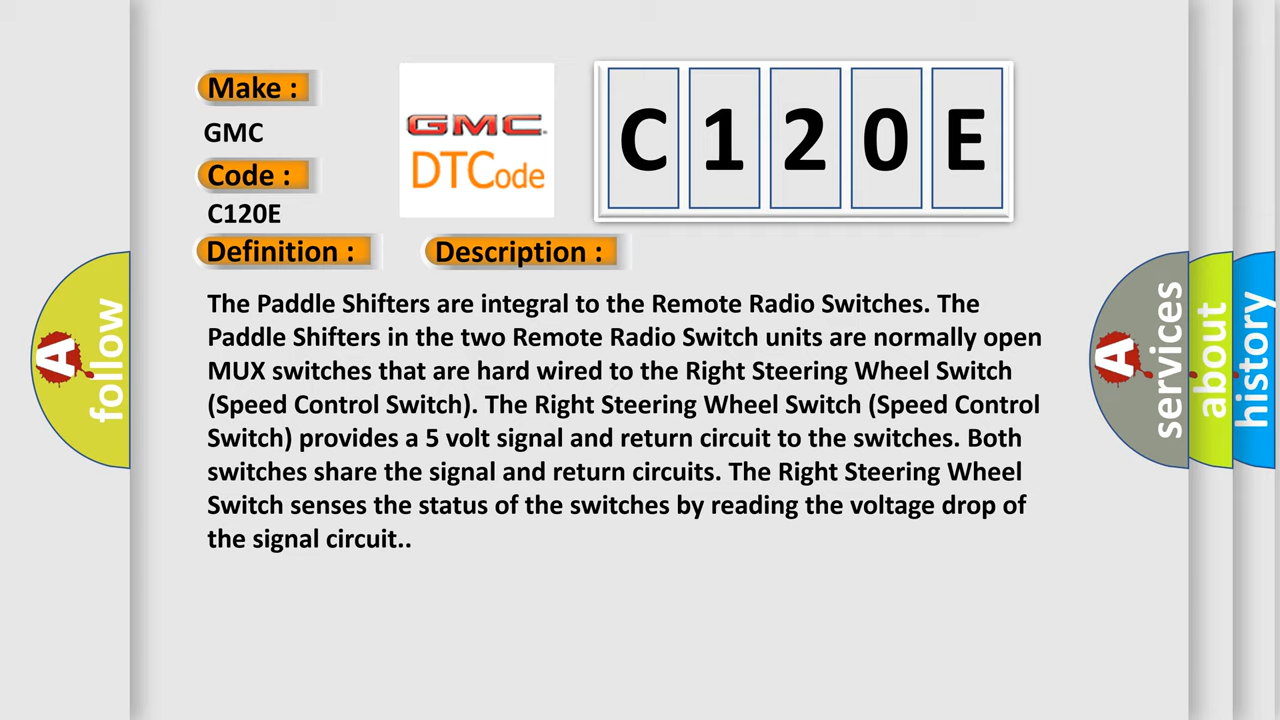 Make :
GMC
Code :
C120E
GMC
DTCode
C120E
Definition :
Description :
The Paddle Shifters are integral to the Remote Radio Switches. The
Paddle Shifters in the two Remote Radio Switch units are normally open
MUX switches that are hard wired to the Right Steering Wheel Switch
(Speed Control Switch). The Right Steering Wheel Switch (Speed Control
Switch) provides a 5 volt signal and return circuit to the switches. Both
switches share the signal and return circuits. The Right Steering Wheel
Switch senses the status of the switches by reading the voltage drop of
the signal circuit..
A
follow
A
services
about
history